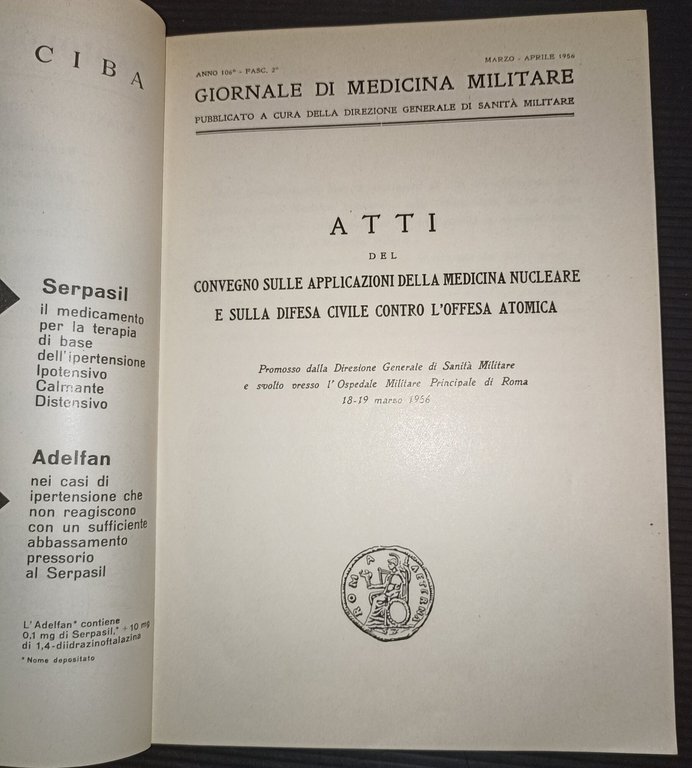 CIBA
Serpasil
il medicamento
per la terapia
di base
dell'ipertensione
Ipotensivo
Calmante
Distensivo
Adelfan
nei casi di
ipertensione che
non reagiscono
con un sufficiente
abbassamento
pressorio
al Serpasil
L'Adelfan* contiene
0,1 mg di Serpasil,* + 10 mg
di 1,4-diidrazinoftalazina
* Nome depositato
ANNO 106° - FASC. 2° MARZO - APRILE 1956
GIORNALE DI MEDICINA MILITARE
PUBBLICATO A CURA DELLA DIREZIONE GENERALE DI SANITÀ MILITARE
ATTI
DEL
CONVEGNO SULLE APPLICAZIONI DELLA MEDICINA NUCLEARE
E SULLA DIFESA CIVILE CONTRO L'OFFESA ATOMICA
Promosso dalla Direzione Generale di Sanità Militare
e svolto presso l'Ospedale Militare Principale di Roma
18-19 marzo 1956
ROMA AETERNA